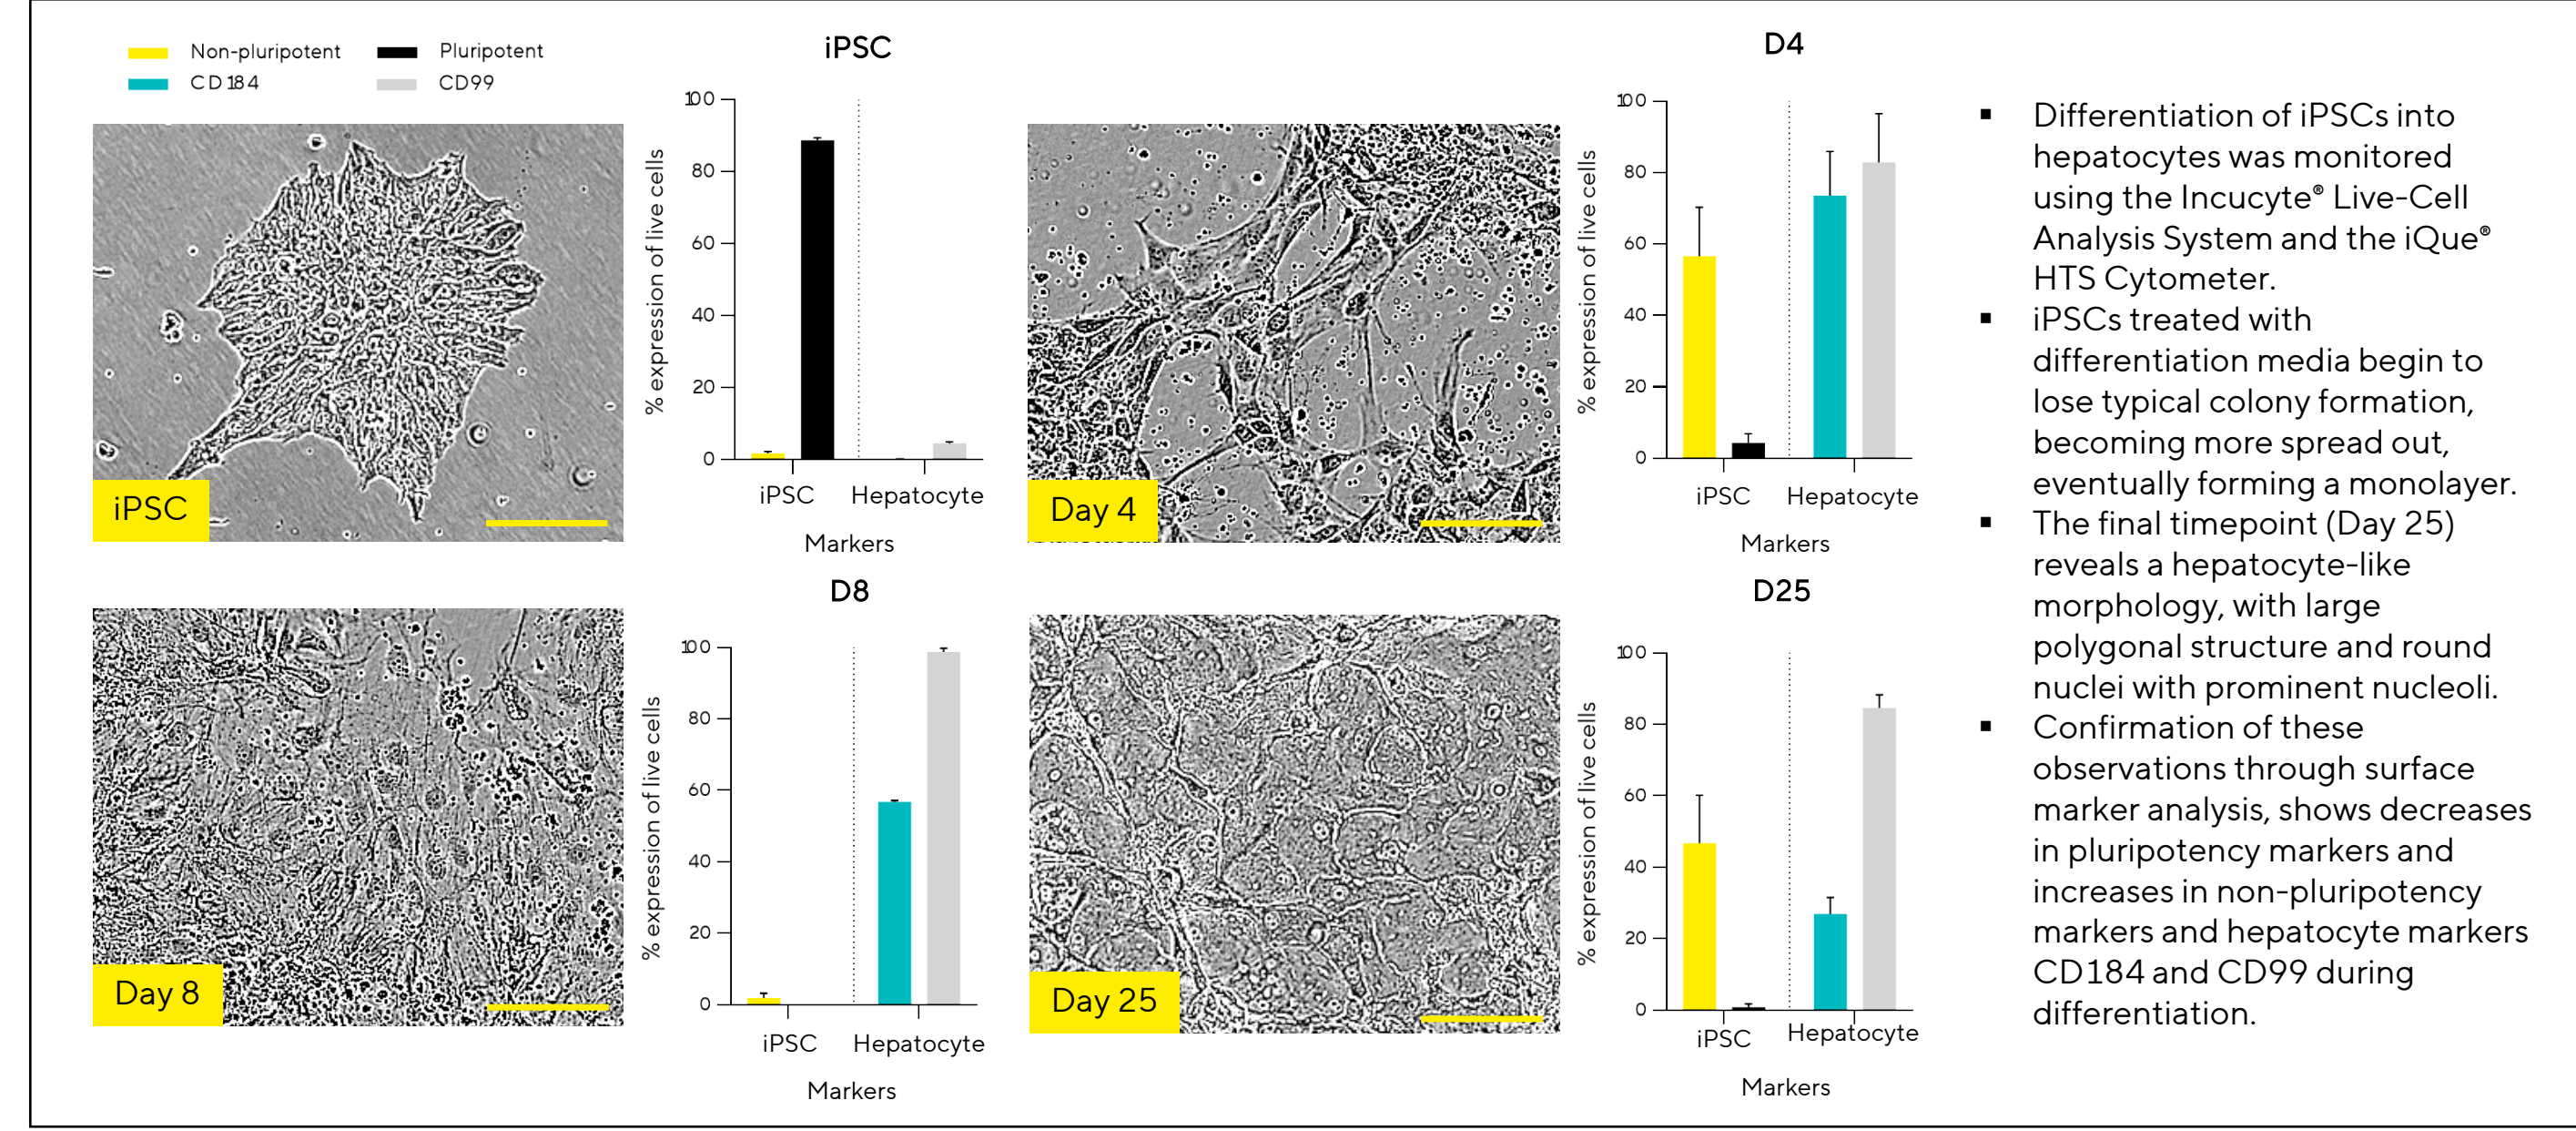 Non-pluripotent
Pluripotent
CD184
CD99
iPSC
100
80
60
40
20
0
% expression of live cells
iPSC
Hepatocyte
Markers
iPSC
D4
100
80
60
40
20
0
% expression of live cells
iPSC
Hepatocyte
Markers
Day 4
D8
100
80
60
40
20
0
% expression of live cells
iPSC
Hepatocyte
Markers
Day 8
D25
100
80
60
40
20
0
% expression of live cells
iPSC
Hepatocyte
Markers
Day 25
▪ Differentiation of iPSCs into
hepatocytes was monitored
using the Incucyte® Live-Cell
Analysis System and the iQue®
HTS Cytometer.
▪ iPSCs treated with
differentiation media begin to
lose typical colony formation,
becoming more spread out,
eventually forming a monolayer.
▪ The final timepoint (Day 25)
reveals a hepatocyte-like
morphology, with large
polygonal structure and round
nuclei with prominent nucleoli.
▪ Confirmation of these
observations through surface
marker analysis, shows decreases
in pluripotency markers and
increases in non-pluripotency
markers and hepatocyte markers
CD184 and CD99 during
differentiation.